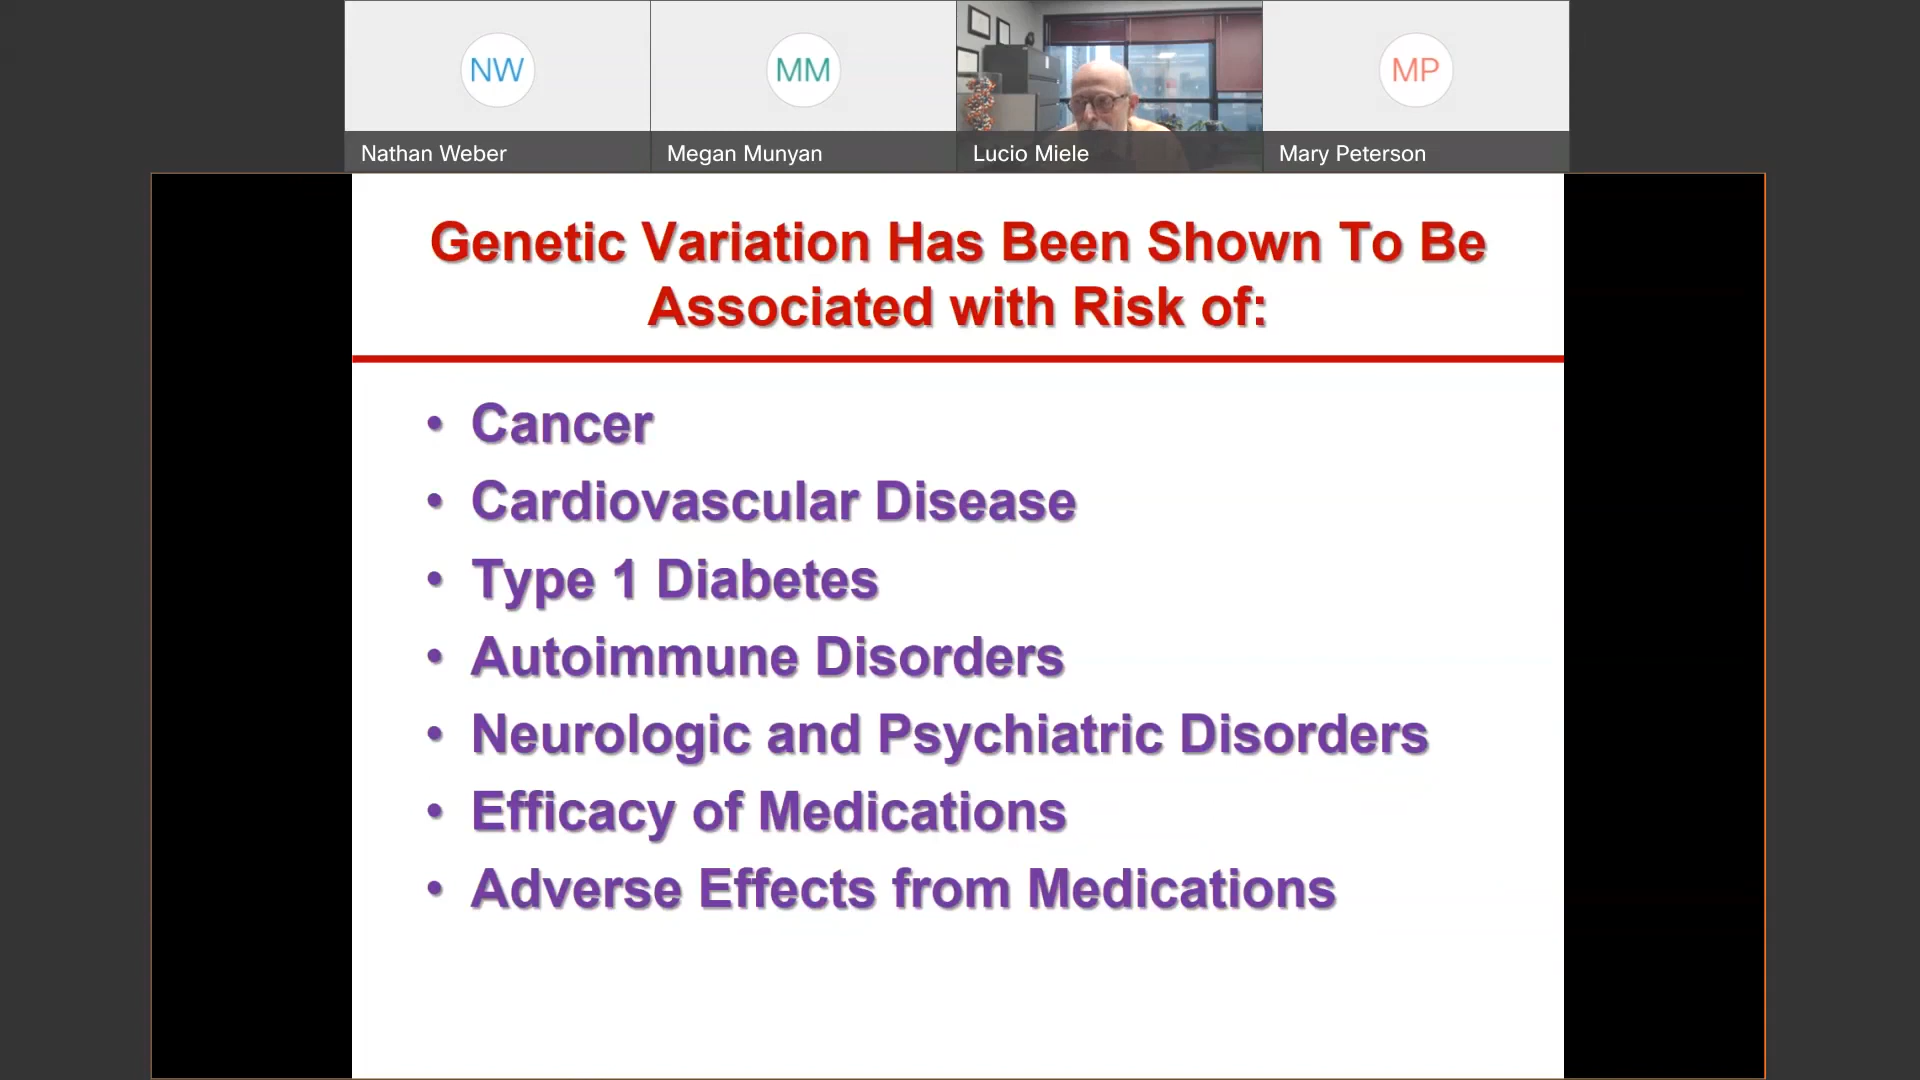 NW
MM
MP
Nathan Weber
Megan Munyan
Lucio Miele
Mary Peterson
Genetic Variation Has Been Shown To Be
Associated with Risk of:
• Cancer
• Cardiovascular Disease
• Type 1 Diabetes
• Autoimmune Disorders
• Neurologic and Psychiatric Disorders
• Efficacy of Medications
• Adverse Effects from Medications